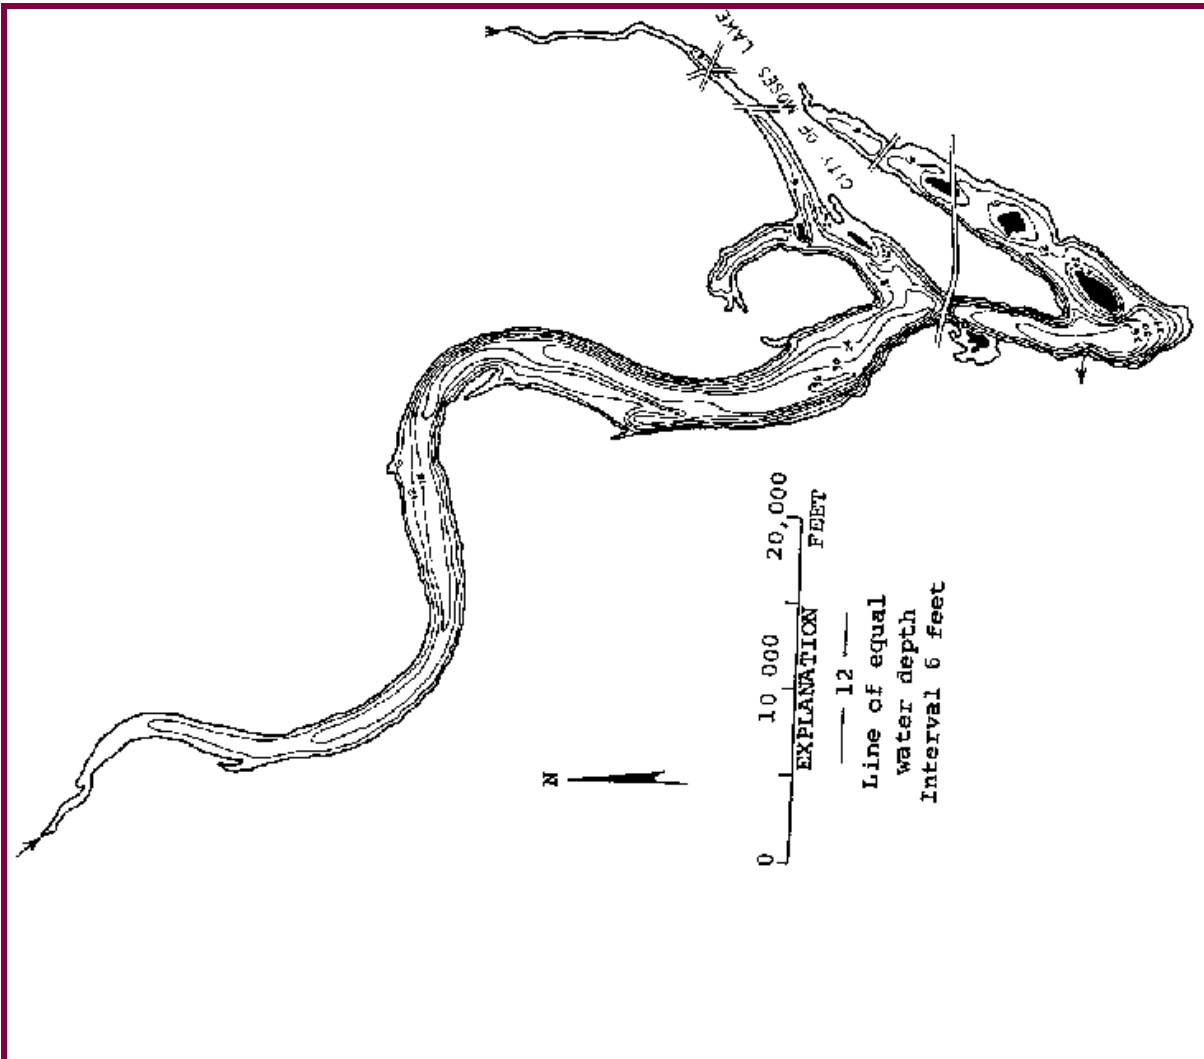 CITY OF MOSES LAKE
N
0
10 000
20,000
FEET
EXPLANATION
12
Line of equal
water depth
Interval 6 feet